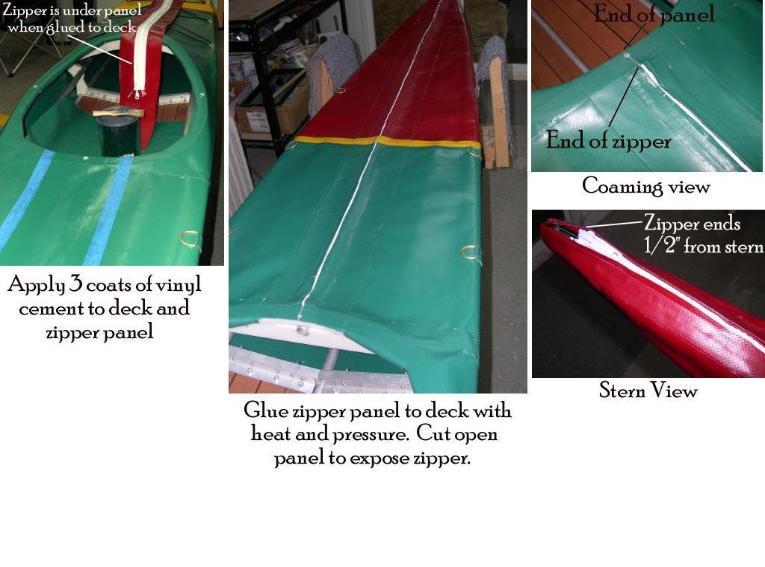 Zipper is under panel
when glued to deck
Apply 3 coats of vinyl
cement to deck and
zipper panel
Glue zipper panel to deck with
heat and pressure. Cut open
panel to expose zipper.
End of panel
End of zipper
Coaming view
Zipper ends
1/2" from stern
Stern View